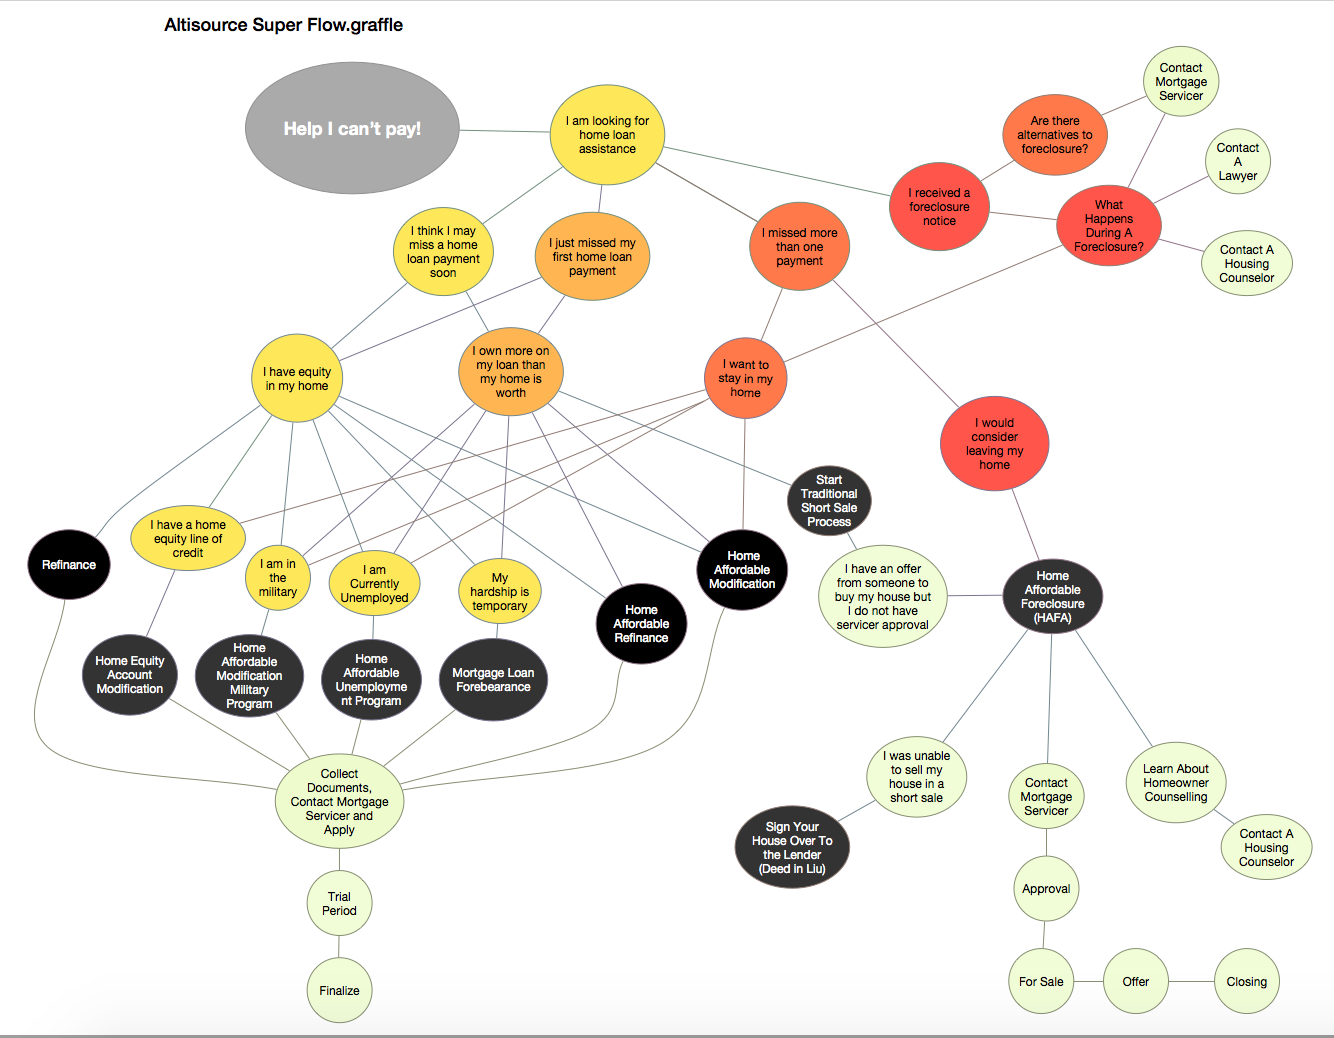 Altisource Super Flow.graffle
Help I can't pay!
I am looking for
home loan
assistance
Are there
alternatives to
foreclosure?
Contact
Mortgage
Servicer
Contact
A
Lawyer
I received a
foreclosure
notice
What
Happens
During A
Foreclosure?
Contact A
Housing
Counselor
I think I may
miss a home
loan payment
soon
I just missed my
first home loan
payment
I missed more
than one
payment
I have equity
in my home
I own more on
my loan than
my home is
worth
I want to
stay in my
home
I would
consider
leaving my
home
Start
Traditional
Short Sale
Process
Refinance
I have a home
equity line of
credit
I am in
the
military
I am
Currently
Unemployed
My
hardship is
temporary
Home
Affordable
Refinance
Home
Affordable
Modification
I have an offer
from someone to
buy my house but
I do not have
servicer approval
Home
Affordable
Foreclosure
(HAFA)
Home Equity
Account
Modification
Home
Affordable
Modification
Military
Program
Home
Affordable
Unemployme
nt Program
Mortgage Loan
Forebearance
Collect
Documents,
Contact Mortgage
Servicer and
Apply
I was unable
to sell my
house in a
short sale
Contact
Mortgage
Servicer
Learn About
Homeowner
Counselling
Sign Your
House Over To
the Lender
(Deed in Liu)
Contact A
Housing
Counselor
Trial
Period
Approval
Finalize
For Sale
Offer
Closing